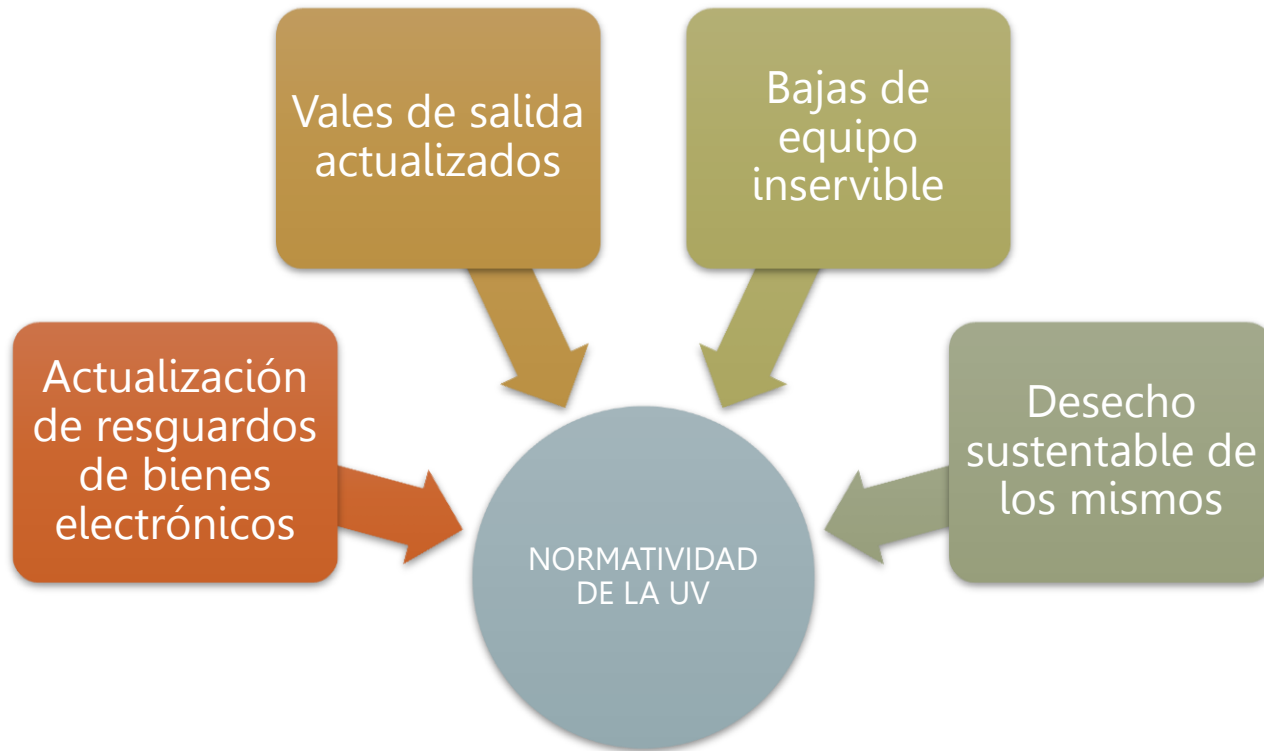 Vales de salida
actualizados
Bajas de
equipo
inservible
Actualización
de resguardos
de bienes
electrónicos
Desecho
sustentable de
los mismos
NORMATIVIDAD
DE LA UV